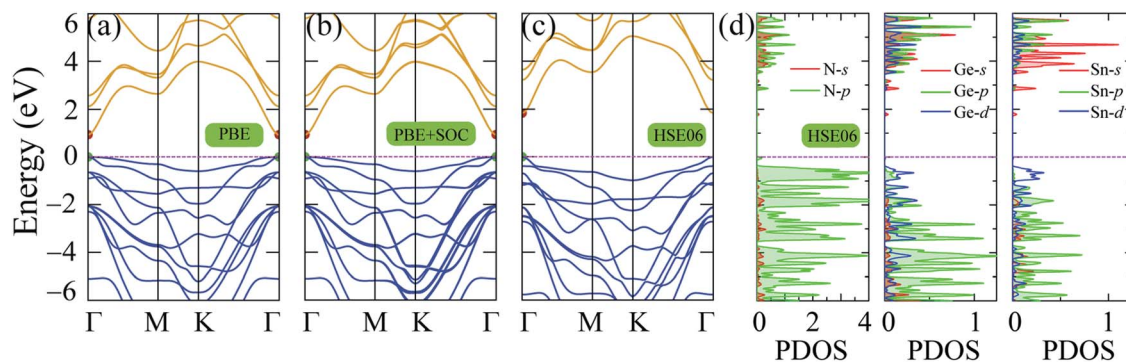 (a)
(b)
(c)
(d)
Energy (eV)
6
4
2
0
−2
−4
−6
PBE
PBE+SOC
HSE06
HSE06
N-s
N-p
Ge-s
Ge-p
Ge-d
Sn-s
Sn-p
Sn-d
Γ M K Γ
Γ M K Γ
Γ M K Γ
0 2 4
0 1
0 1
PDOS
PDOS
PDOS